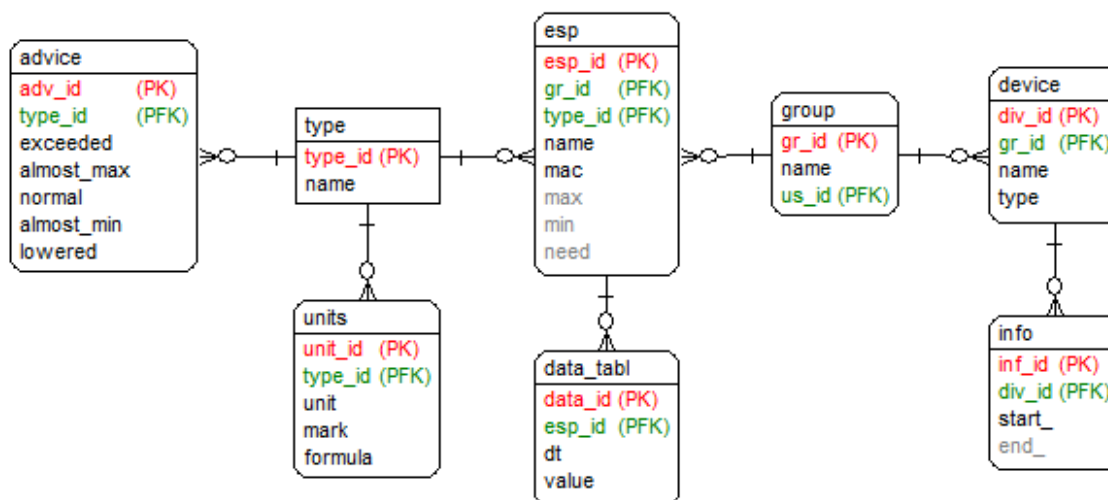 advice
adv_id (PK)
type_id (PFK)
exceeded
almost_max
normal
almost_min
lowered
type
type_id (PK)
name
units
unit_id (PK)
type_id (PFK)
unit
mark
formula
esp
esp_id (PK)
gr_id (PFK)
type_id (PFK)
name
mac
max
min
need
data_tabl
data_id (PK)
esp_id (PFK)
dt
value
group
gr_id (PK)
name
us_id (PFK)
device
div_id (PK)
gr_id (PFK)
name
type
info
inf_id (PK)
div_id (PFK)
start_
end_